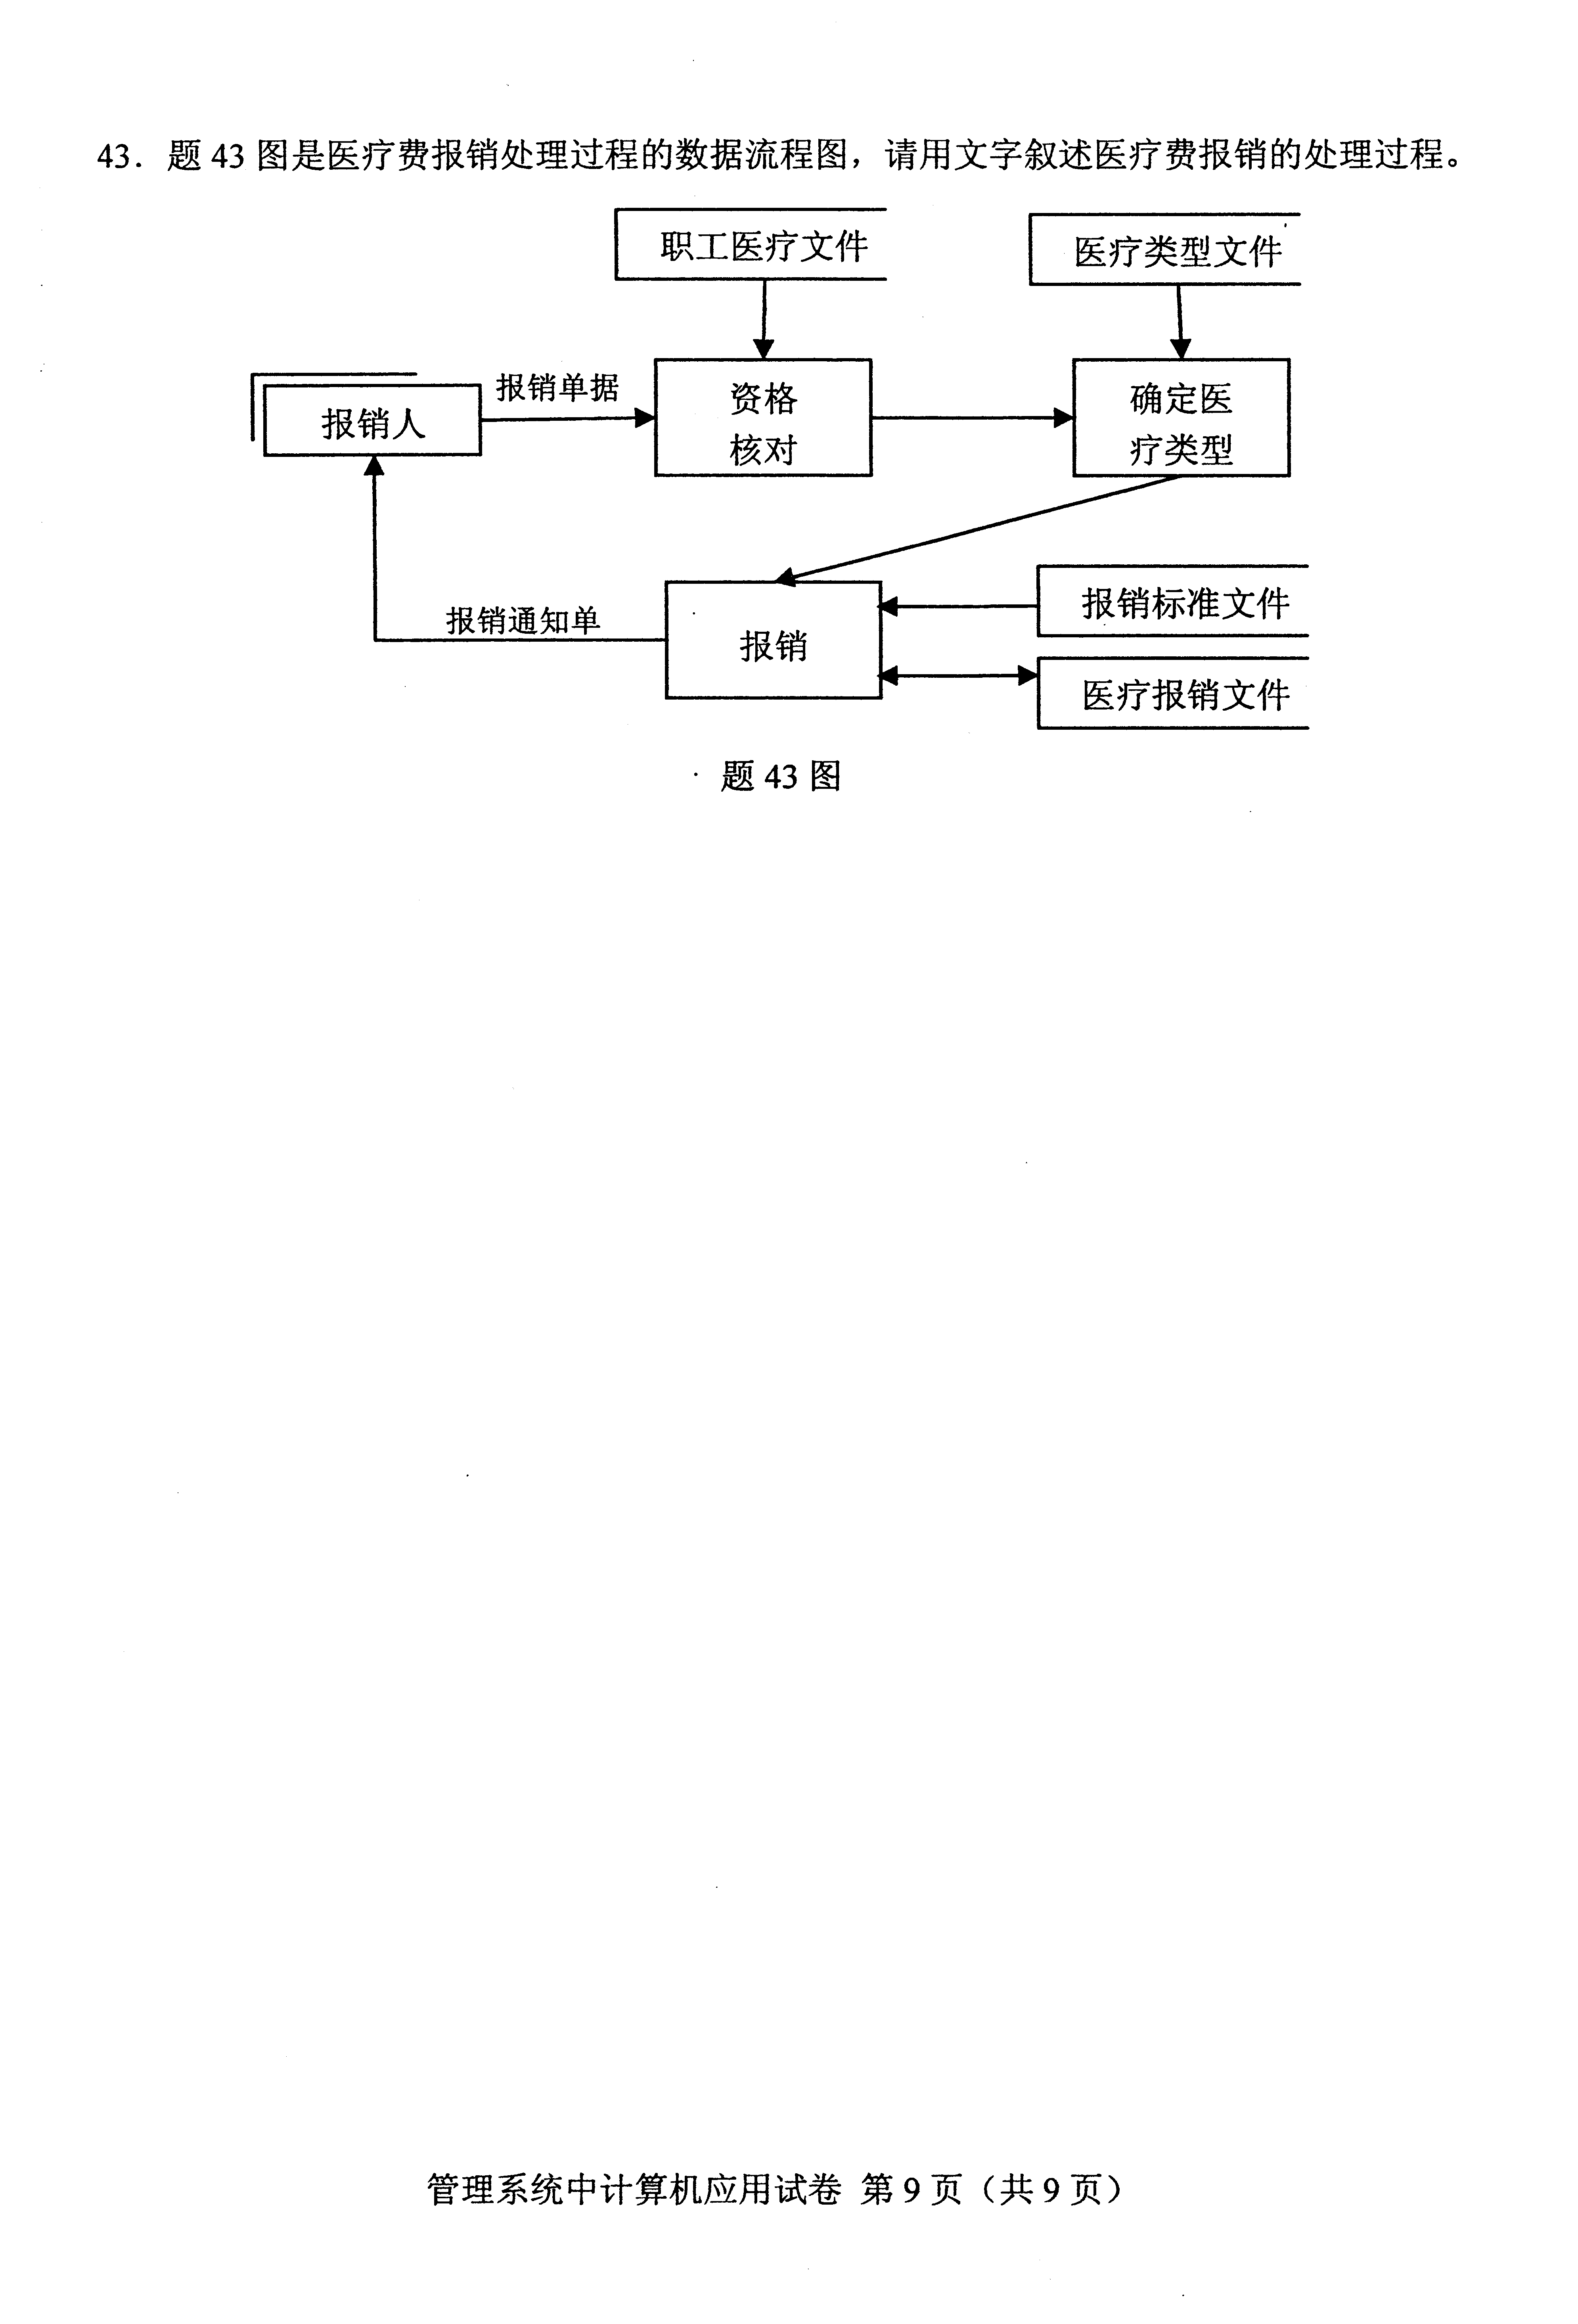 43． 题 43 图是医疗费报销处理过程的数据流程图，请用文字叙述医疗费报销的处理过程。
职工医疗文件
医疗类型文件
报销人
报销单据
资格
核对
确定医
疗类型
报销通知单
报销
报销标准文件
医疗报销文件
题 43 图
管理系统中计算机应用试卷 第 9 页（共 9 页）